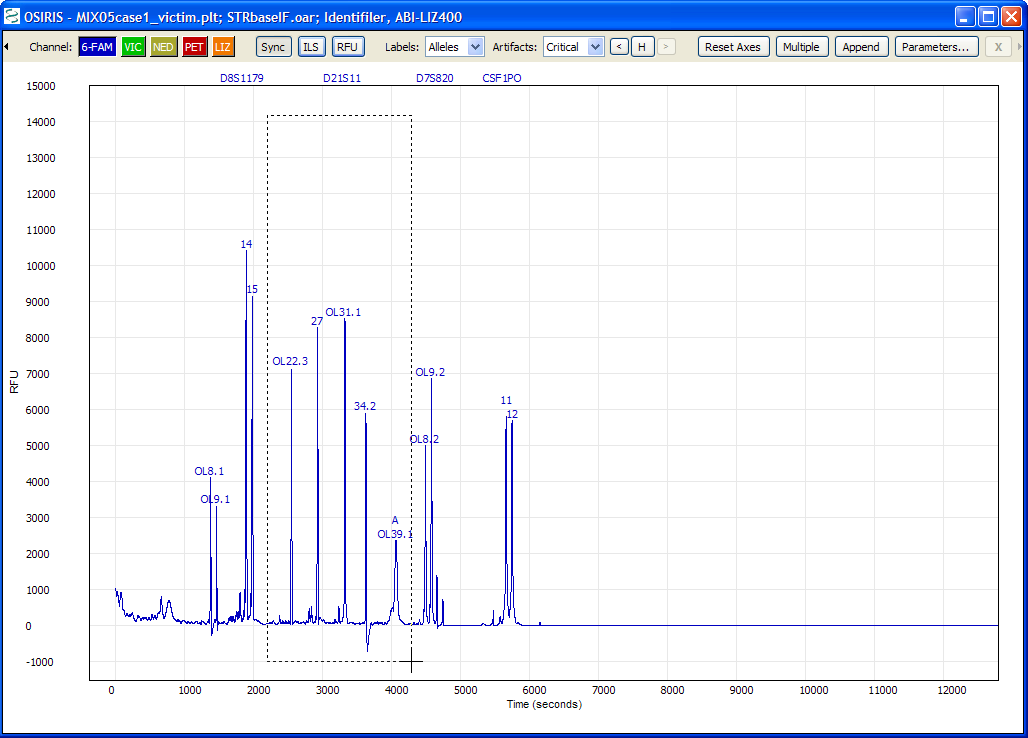 OSIRIS - MIX05case1_victim.plt; STRbaselF.oar; Identifiler, ABI-LIZ400
Channel: 6-FAM VIC NED PET LIZ Sync ILS RFU Labels: Alleles Artifacts: Critical < H > Reset Axes Multiple Append Parameters... X
D8S1179 D21S11 D7S820 CSF1PO
15000
14000
13000
12000
11000
14
10000
9000
15
27
OL31.1
8000
OL22.3
OL9.2
7000
34.2
11
6000
12
OL8.2
5000
OL8.1
4000
OL9.1
A
3000
OL39.1
2000
1000
0
-1000
RFU
0 1000 2000 3000 4000 5000 6000 7000 8000 9000 10000 11000 12000
Time (seconds)